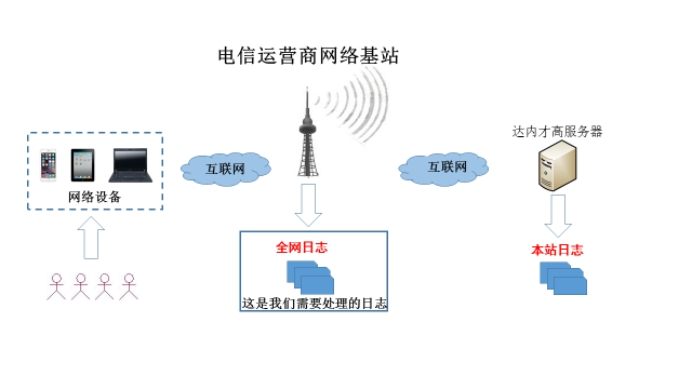 电信运营商网络基站
达内才高服务器
互联网
互联网
网络设备
全网日志
本站日志
这是我们需要处理的日志